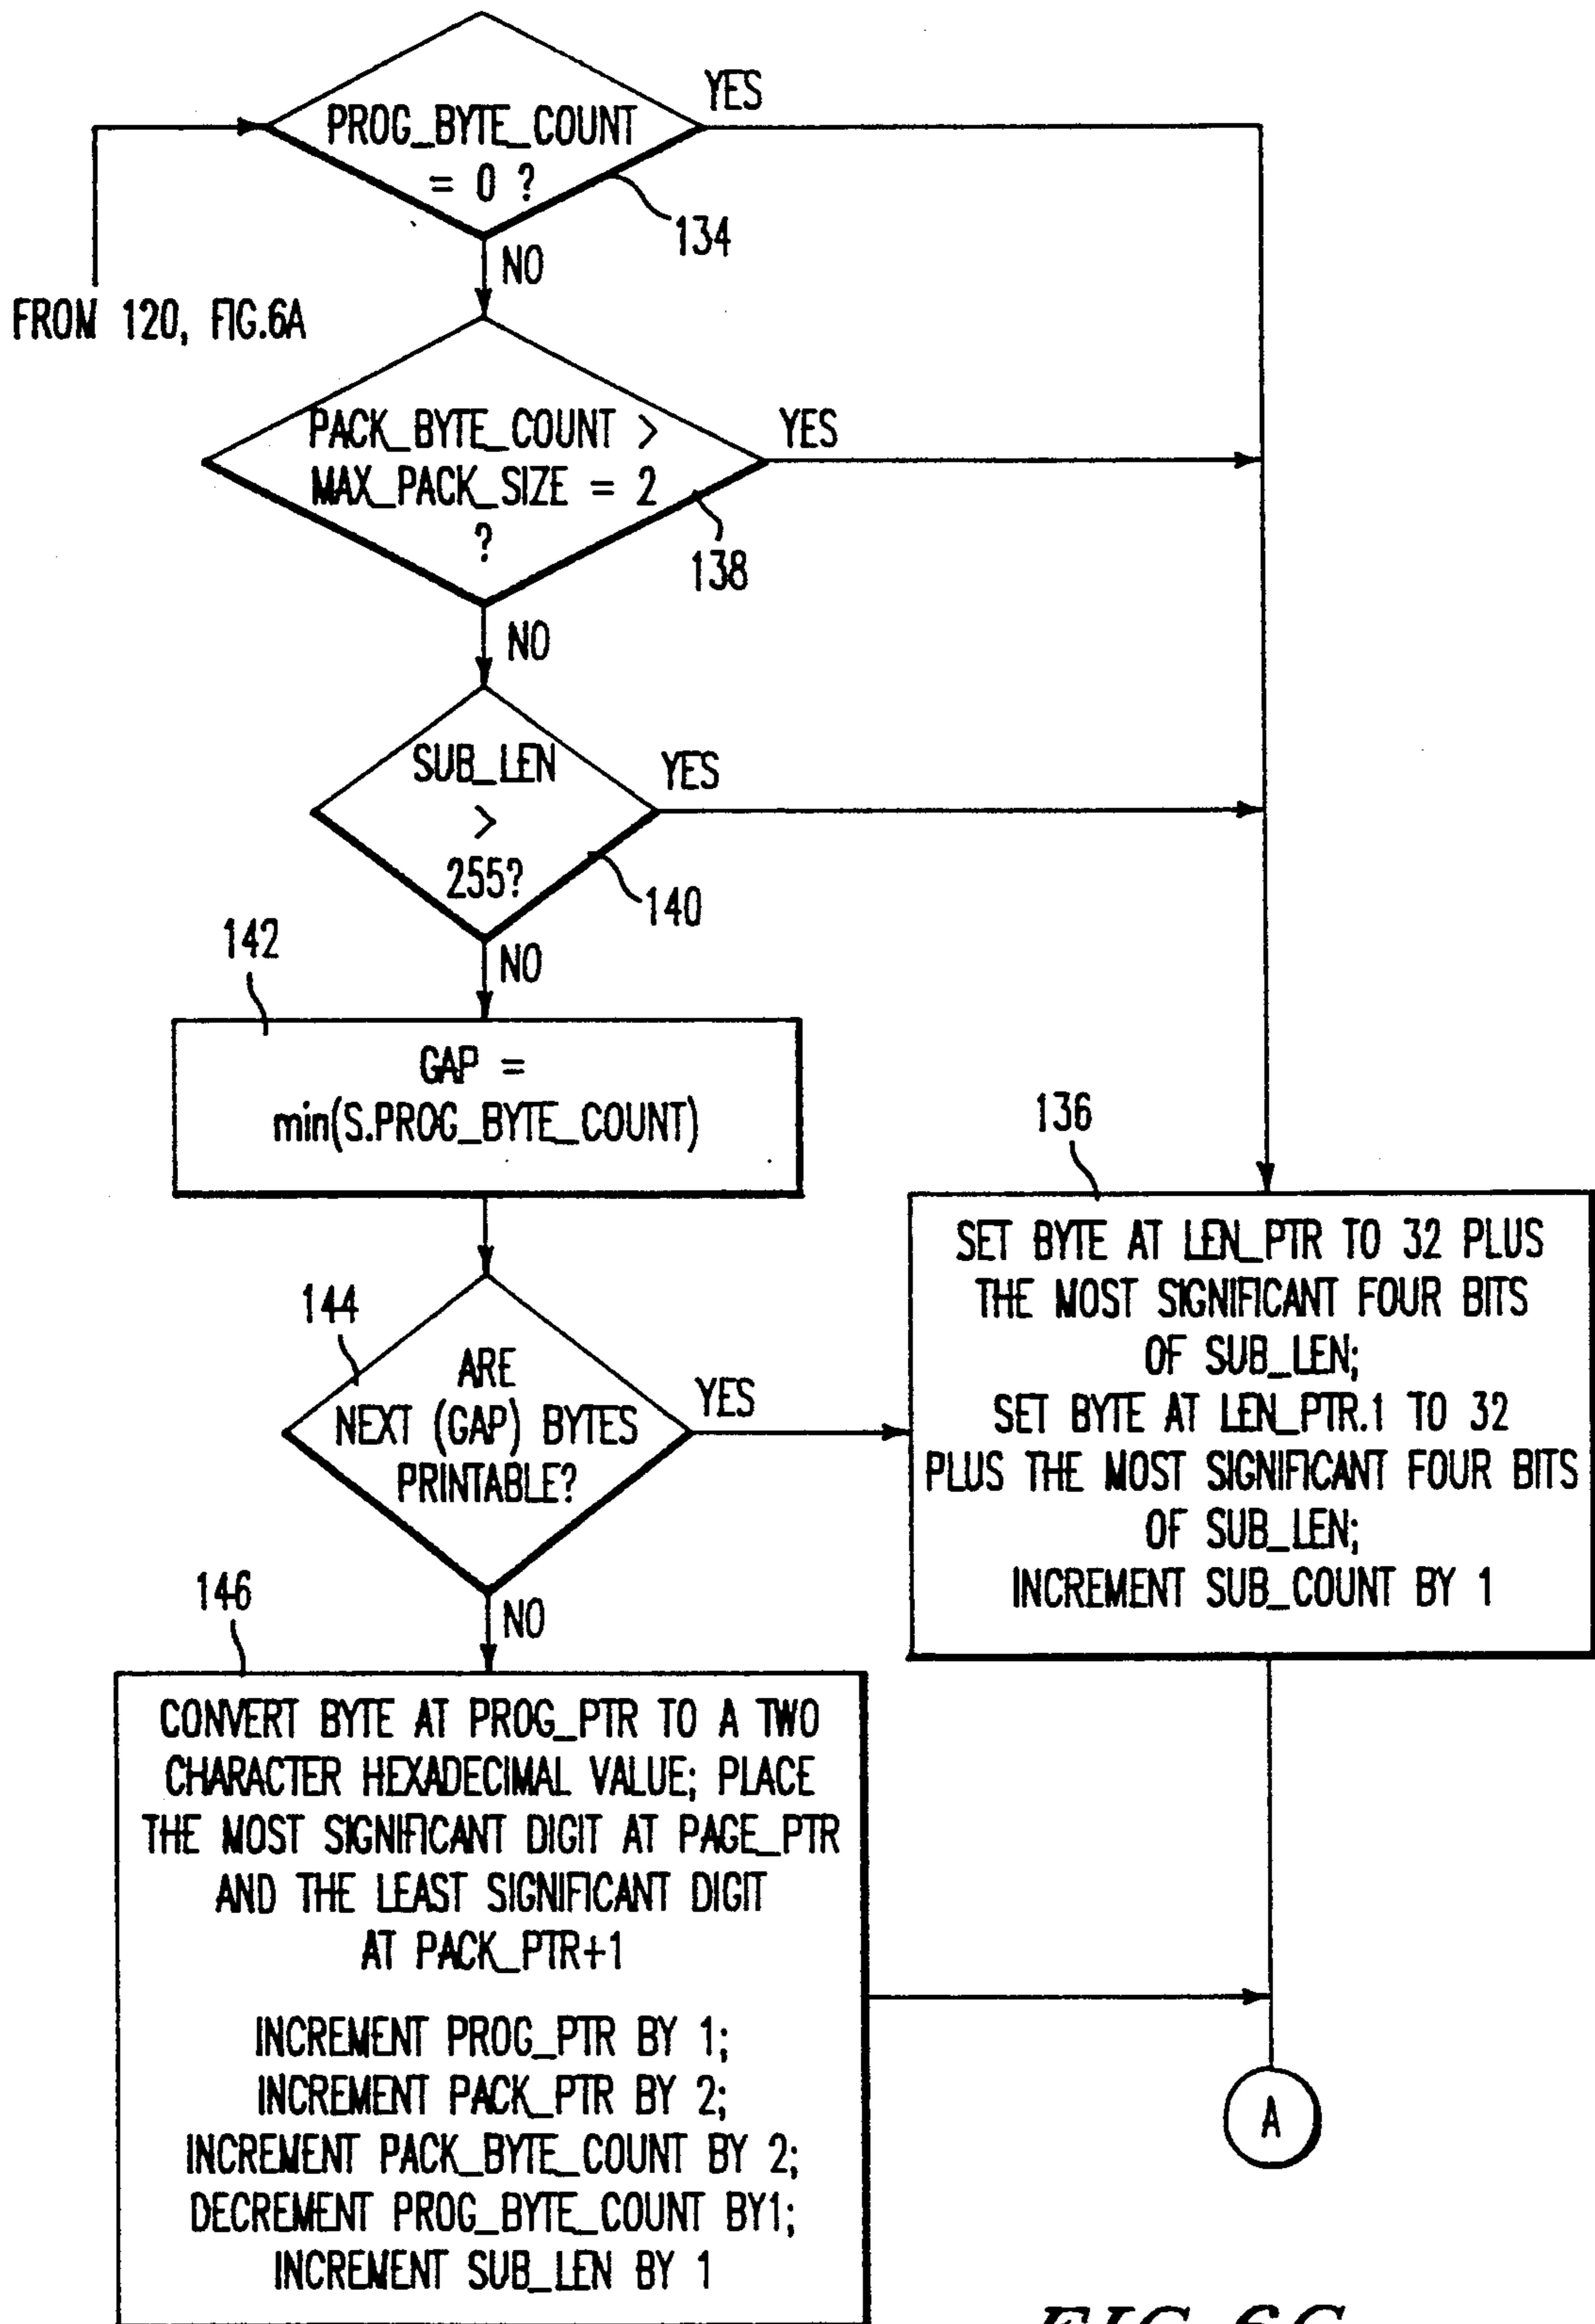 PROG_BYTE_COUNT
= 0 ?
YES
134
NO
FROM 120, FIG.6A
PACK_BYTE_COUNT >
MAX_PACK_SIZE = 2
?
YES
138
NO
SUB_LEN
>
255?
YES
140
NO
142
GAP =
min(S.PROG_BYTE_COUNT)
144
ARE
NEXT (GAP) BYTES
PRINTABLE?
YES
NO
136
SET BYTE AT LEN_PTR TO 32 PLUS
THE MOST SIGNIFICANT FOUR BITS
OF SUB_LEN;
SET BYTE AT LEN_PTR.1 TO 32
PLUS THE MOST SIGNIFICANT FOUR BITS
OF SUB_LEN;
INCREMENT SUB_COUNT BY 1
146
CONVERT BYTE AT PROG_PTR TO A TWO
CHARACTER HEXADECIMAL VALUE; PLACE
THE MOST SIGNIFICANT DIGIT AT PAGE_PTR
AND THE LEAST SIGNIFICANT DIGIT
AT PACK_PTR+1
INCREMENT PROG_PTR BY 1;
INCREMENT PACK_PTR BY 2;
INCREMENT PACK_BYTE_COUNT BY 2;
DECREMENT PROG_BYTE_COUNT BY1;
INCREMENT SUB_LEN BY 1
A